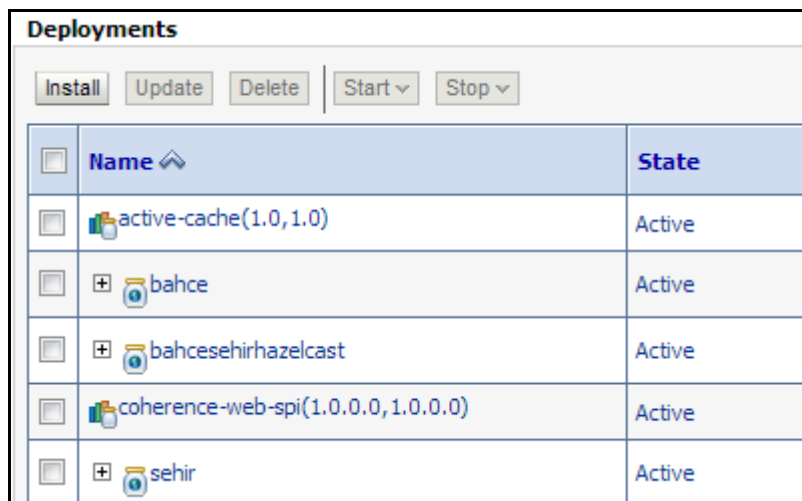 Deployments
Install Update Delete Start Stop
Name State
active-cache(1.0,1.0) Active
bahce Active
bahcesehirhazelcast Active
coherence-web-spi(1.0.0.0,1.0.0.0) Active
sehir Active